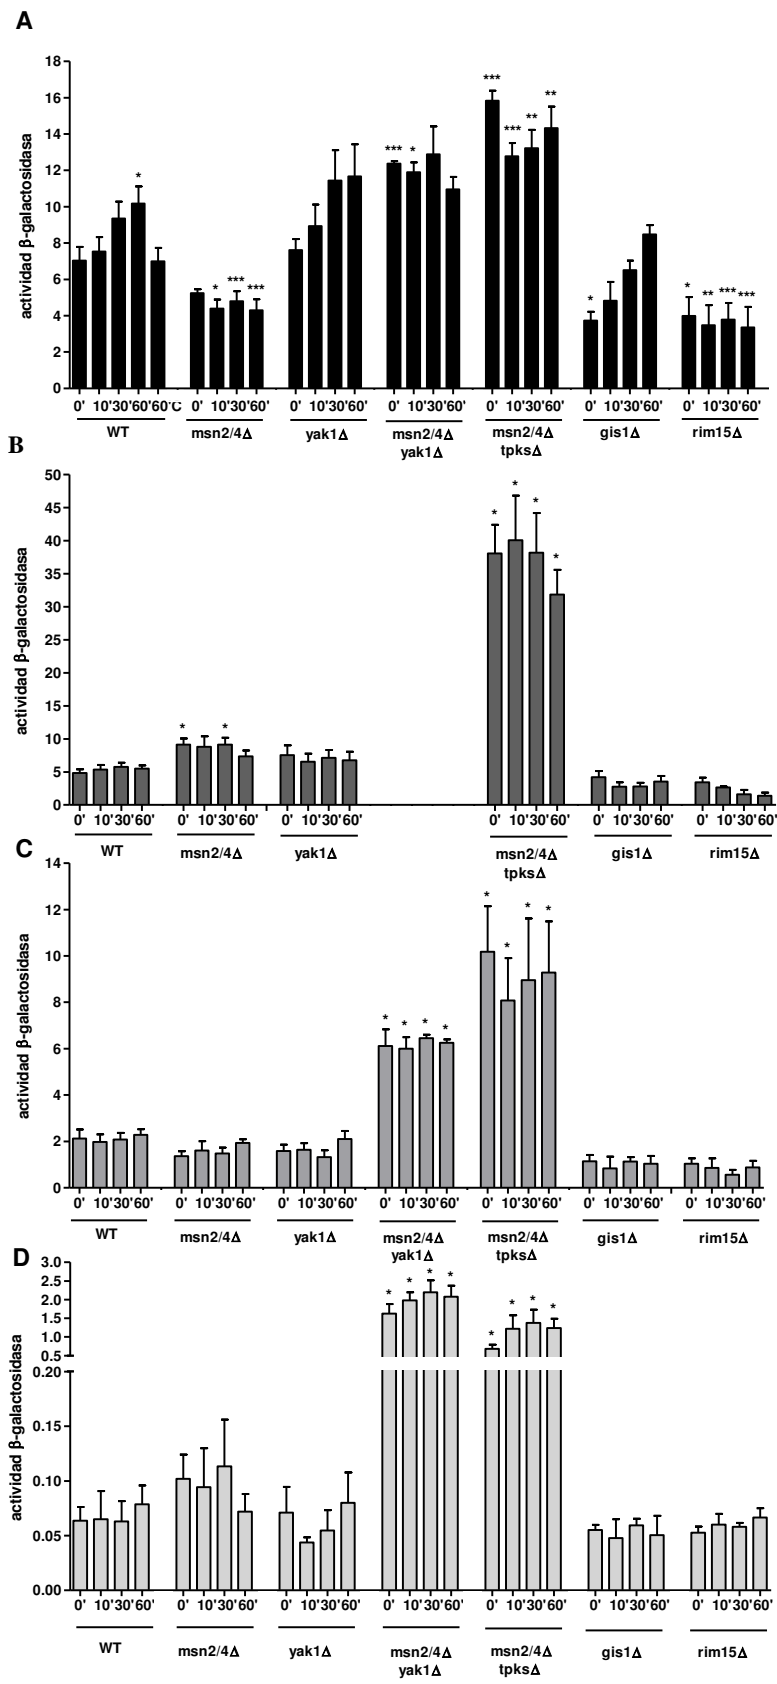 A
actividad β-galactosidasa
18
16
14
12
10
8
6
4
2
0
* * *** *** *** * *** *** ** ** * * ** *** ***
0' 10'30'60'60°C 0' 10'30'60' 0' 10'30'60' 0' 10'30'60' 0' 10'30'60' 0' 10'30'60' 0' 10'30'60'
WT msn2/4Δ yak1Δ msn2/4Δ yak1Δ msn2/4Δ tpksΔ gis1Δ rim15Δ
B
actividad β-galactosidasa
50
45
40
35
30
25
20
15
10
5
0
* * * * * *
0' 10'30'60' 0' 10'30'60' 0' 10'30'60' 0' 10'30'60' 0' 10'30'60' 0' 10'30'60'
WT msn2/4Δ yak1Δ msn2/4Δ tpksΔ gis1Δ rim15Δ
C
actividad β-galactosidasa
14
12
10
8
6
4
2
0
* * * * * * * *
0' 10'30'60' 0' 10'30'60' 0' 10'30'60' 0' 10'30'60' 0' 10'30'60' 0' 10'30'60' 0' 10'30'60'
WT msn2/4Δ yak1Δ msn2/4Δ yak1Δ msn2/4Δ tpksΔ gis1Δ rim15Δ
D
actividad β-galactosidasa
3.0
2.5
2.0
1.5
1.0
0.5
0.20
0.15
0.10
0.05
0.00
* * * * * * * *
0' 10'30'60' 0' 10'30'60' 0' 10'30'60' 0' 10'30'60' 0' 10'30'60' 0' 10'30'60' 0' 10'30'60'
WT msn2/4Δ yak1Δ msn2/4Δ yak1Δ msn2/4Δ tpksΔ gis1Δ rim15Δ